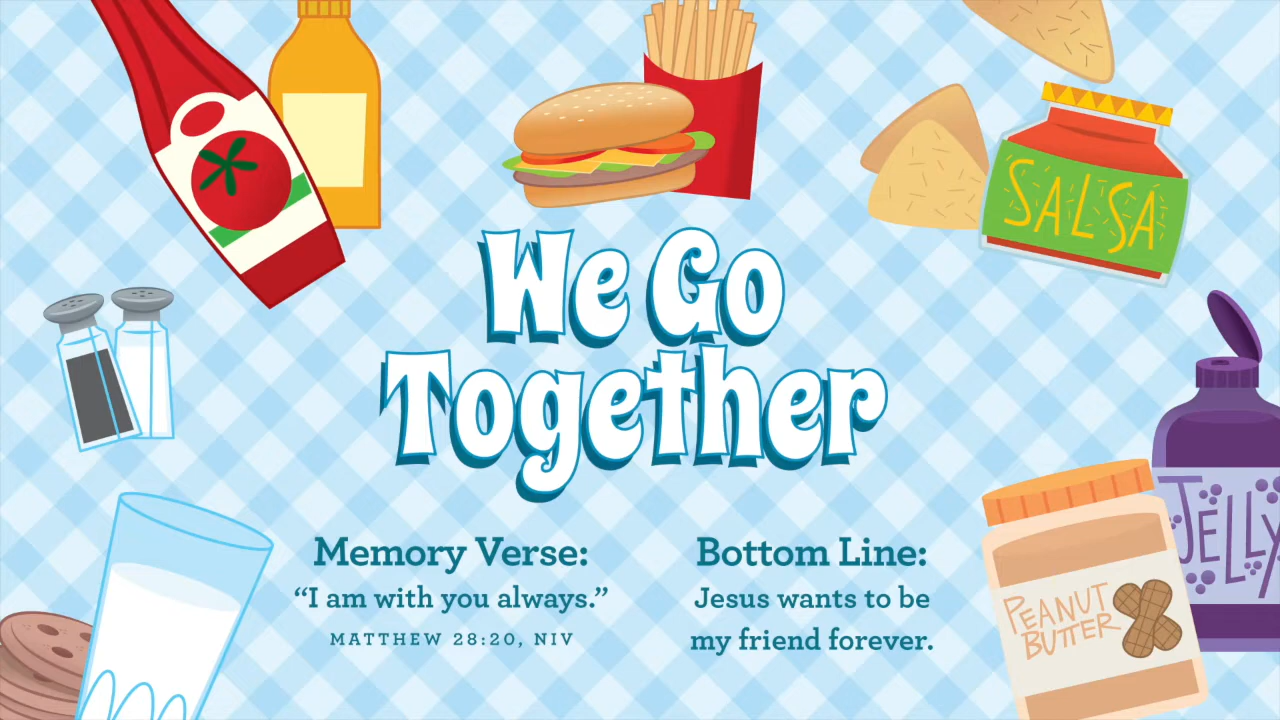 SALSA
We Go
Together
JELLY
PEANUT
BUTTER
Memory Verse:
“I am with you always.”
MATTHEW 28:20, NIV
Bottom Line:
Jesus wants to be
my friend forever.